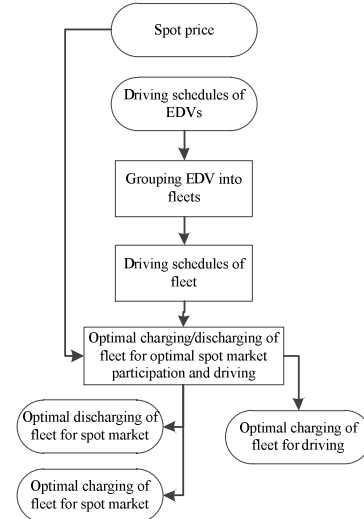 Spot price
Driving schedules of
EDVs
Grouping EDV into
fleets
Driving schedules of
fleet
Optimal charging/discharging of
fleet for optimal spot market
participation and driving
Optimal discharging of
fleet for spot market
Optimal charging of
fleet for driving
Optimal charging of
fleet for spot market